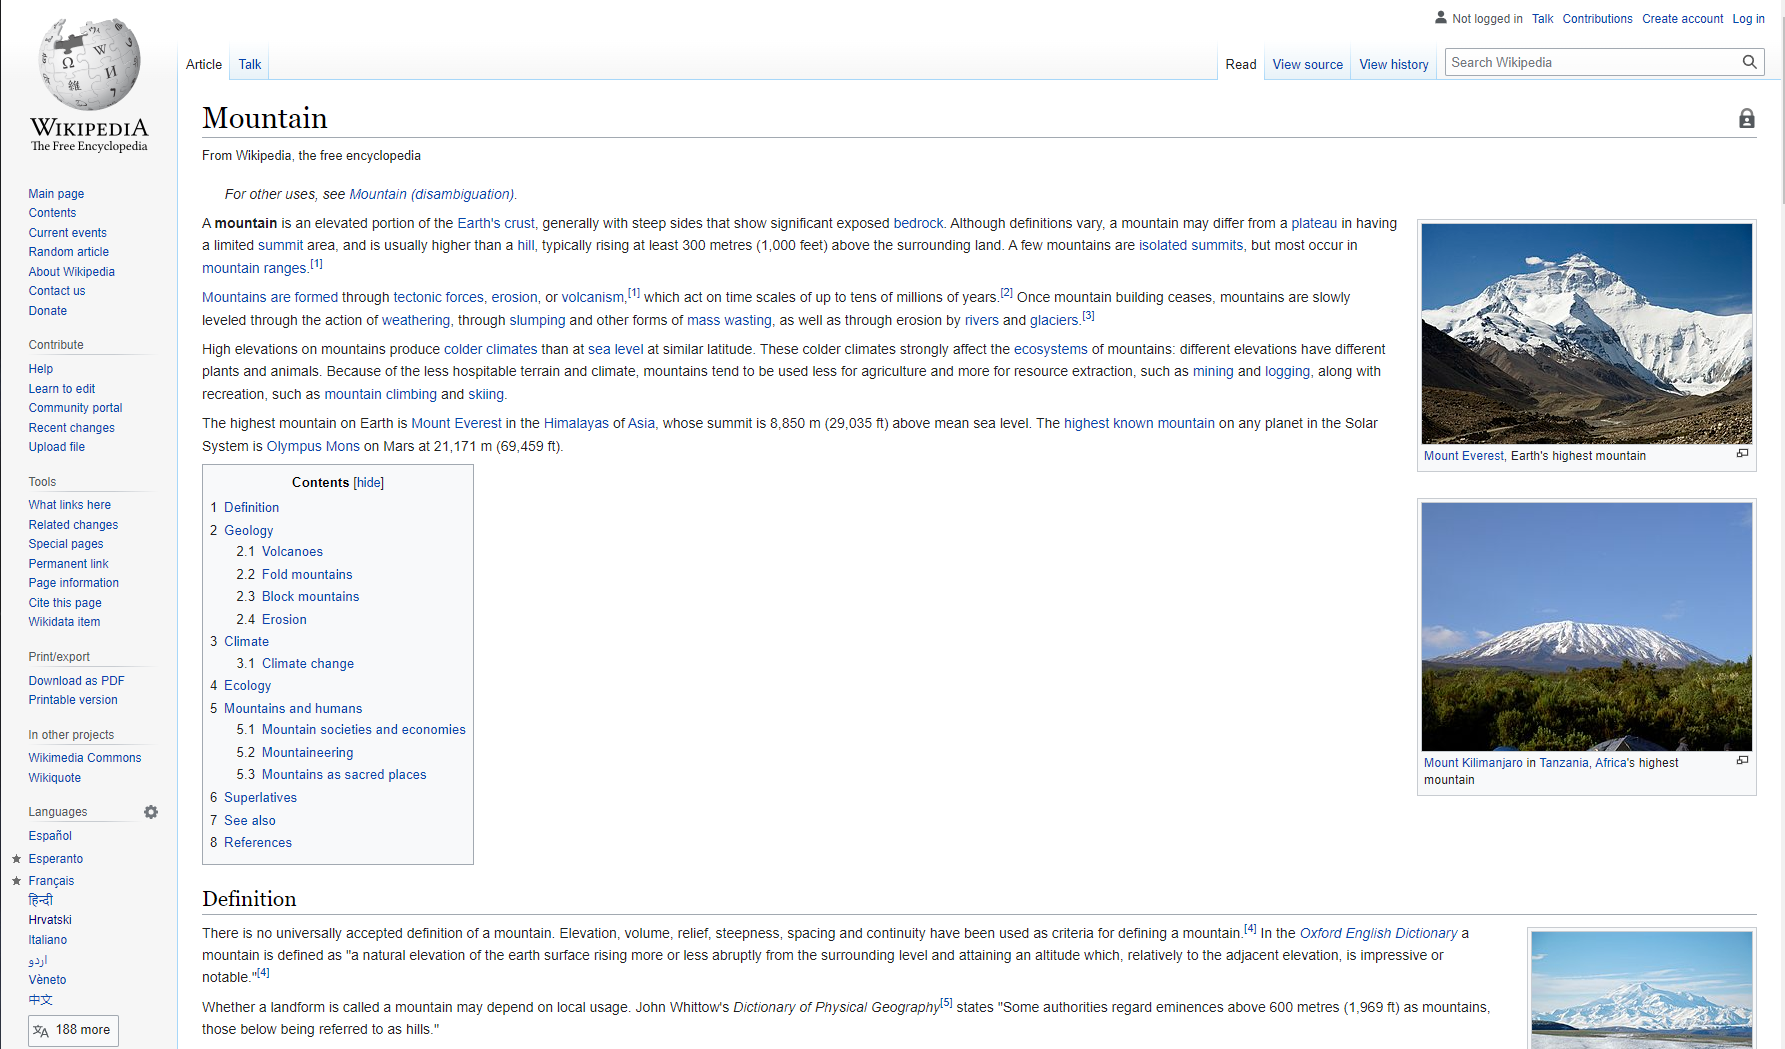 Not logged in Talk Contributions Create account Log in
Article Talk
Read View source View history Search Wikipedia
WIKIPEDIA
The Free Encyclopedia
Main page
Contents
Current events
Random article
About Wikipedia
Contact us
Donate
Contribute
Help
Learn to edit
Community portal
Recent changes
Upload file
Tools
What links here
Related changes
Special pages
Permanent link
Page information
Cite this page
Wikidata item
Print/export
Download as PDF
Printable version
In other projects
Wikimedia Commons
Wikiquote
Languages
Español
Esperanto
Français
हिन्दी
Hrvatski
Italiano
اردو
Vèneto
中文
188 more
Mountain
From Wikipedia, the free encyclopedia
For other uses, see Mountain (disambiguation).
A mountain is an elevated portion of the Earth's crust, generally with steep sides that show significant exposed bedrock. Although definitions vary, a mountain may differ from a plateau in having
a limited summit area, and is usually higher than a hill, typically rising at least 300 metres (1,000 feet) above the surrounding land. A few mountains are isolated summits, but most occur in
mountain ranges.[1]
Mountains are formed through tectonic forces, erosion, or volcanism,[1] which act on time scales of up to tens of millions of years.[2] Once mountain building ceases, mountains are slowly
leveled through the action of weathering, through slumping and other forms of mass wasting, as well as through erosion by rivers and glaciers.[3]
High elevations on mountains produce colder climates than at sea level at similar latitude. These colder climates strongly affect the ecosystems of mountains: different elevations have different
plants and animals. Because of the less hospitable terrain and climate, mountains tend to be used less for agriculture and more for resource extraction, such as mining and logging, along with
recreation, such as mountain climbing and skiing.
The highest mountain on Earth is Mount Everest in the Himalayas of Asia, whose summit is 8,850 m (29,035 ft) above mean sea level. The highest known mountain on any planet in the Solar
System is Olympus Mons on Mars at 21,171 m (69,459 ft).
Mount Everest, Earth's highest mountain
Mount Kilimanjaro in Tanzania, Africa's highest
mountain
Contents [hide]
1 Definition
2 Geology
2.1 Volcanoes
2.2 Fold mountains
2.3 Block mountains
2.4 Erosion
3 Climate
3.1 Climate change
4 Ecology
5 Mountains and humans
5.1 Mountain societies and economies
5.2 Mountaineering
5.3 Mountains as sacred places
6 Superlatives
7 See also
8 References
Definition
There is no universally accepted definition of a mountain. Elevation, volume, relief, steepness, spacing and continuity have been used as criteria for defining a mountain.[4] In the Oxford English Dictionary a
mountain is defined as "a natural elevation of the earth surface rising more or less abruptly from the surrounding level and attaining an altitude which, relatively to the adjacent elevation, is impressive or
notable."[4]
Whether a landform is called a mountain may depend on local usage. John Whittow's Dictionary of Physical Geography[5] states "Some authorities regard eminences above 600 metres (1,969 ft) as mountains,
those below being referred to as hills."